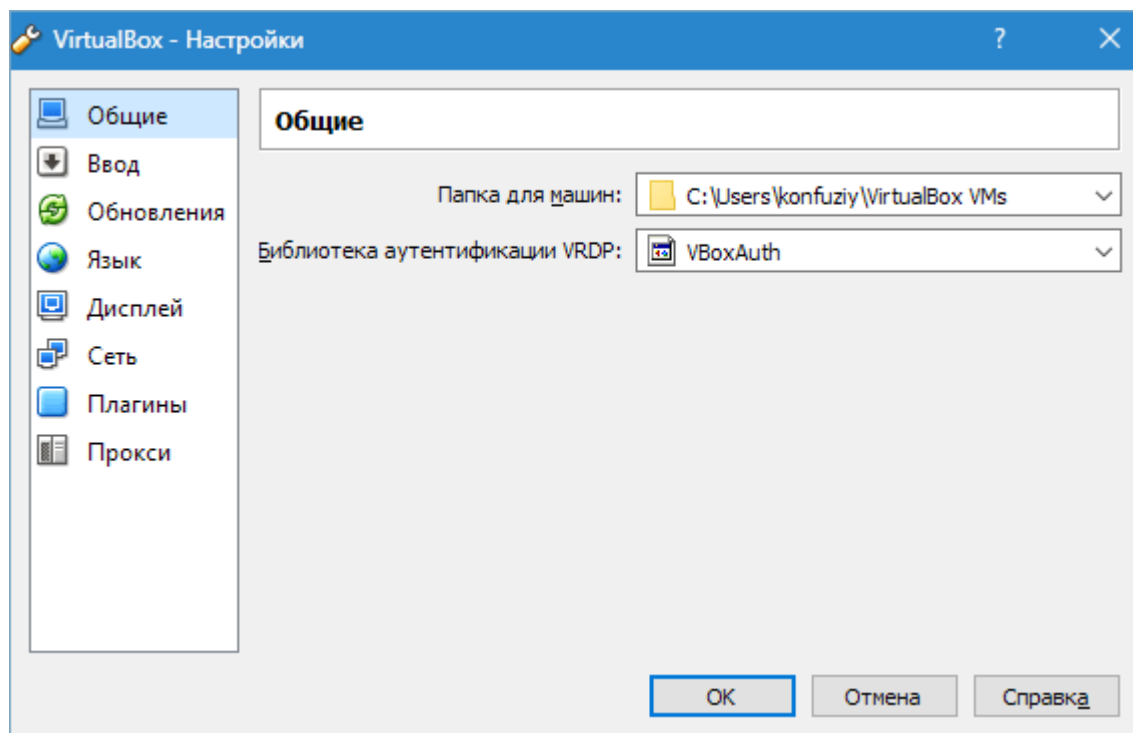 VirtualBox - Настройки
Общие
Ввод
Обновления
Язык
Дисплей
Сеть
Плагины
Прокси
Общие
Папка для машин: C:\Users\konfuziy\VirtualBox VMs
Библиотека аутентификации VRDP: VBoxAuth
OK Отмена Справка